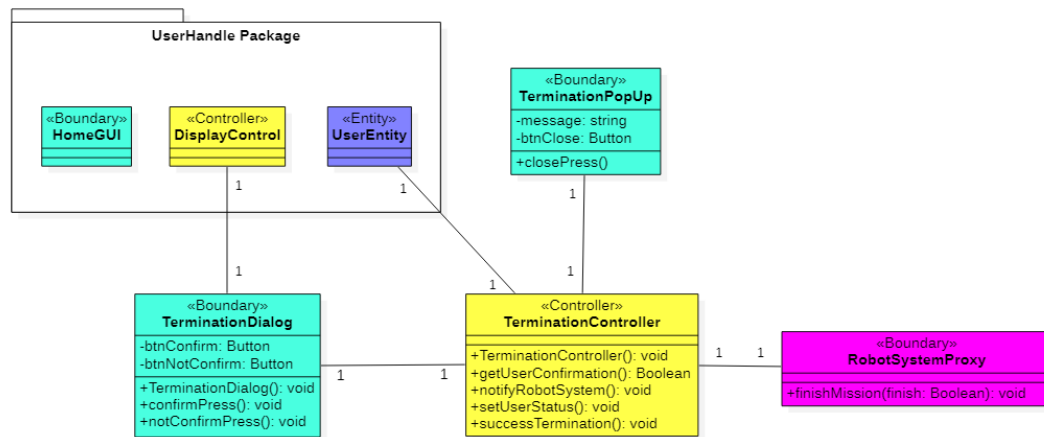 UserHandle Package
«Boundary»
HomeGUI
«Controller»
DisplayControl
«Entity»
UserEntity
«Boundary»
TerminationPopUp
-message: string
-btnClose: Button
+closePress()
1
1
1
1
1
1
«Boundary»
TerminationDialog
-btnConfirm: Button
-btnNotConfirm: Button
+TerminationDialog(): void
+confirmPress(): void
+notConfirmPress(): void
1
1
«Controller»
TerminationController
+TerminationController(): void
+getUserConfirmation(): Boolean
+notifyRobotSystem(): void
+setUserStatus(): void
+successTermination(): void
1
1
«Boundary»
RobotSystemProxy
+finishMission(finish: Boolean): void